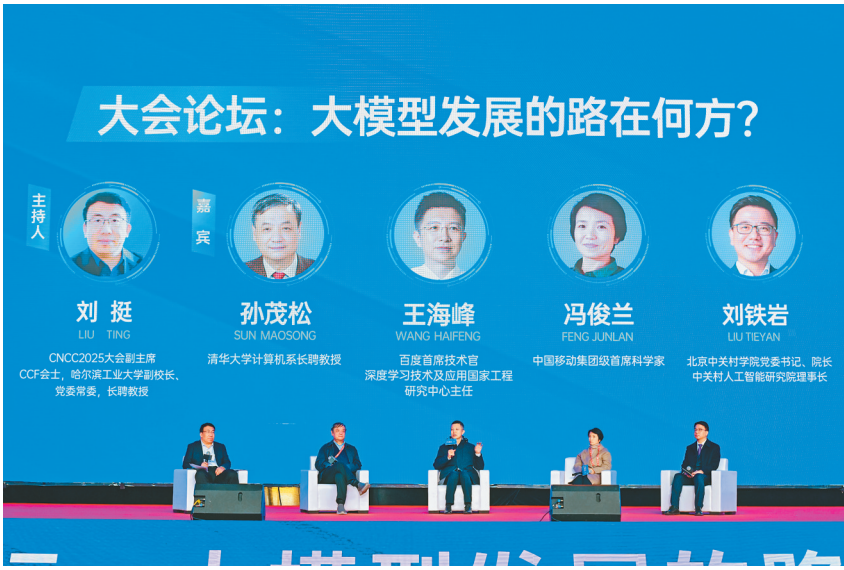 大会论坛：大模型发展的路在何方？
主持人
嘉宾
刘 挺
LIU TING
CNCC2025大会副主席
CCF会士，哈尔滨工业大学副校长、
党委常委，长聘教授
孙茂松
SUN MAOSONG
清华大学计算机系长聘教授
王海峰
WANG HAIFENG
百度首席技术官
深度学习技术及应用国家工程
研究中心主任
冯俊兰
FENG JUNLAN
中国移动集团级首席科学家
刘铁岩
LIU TIEYAN
北京中关村学院党委书记、院长
中关村人工智能研究院理事长
大模型发展的路